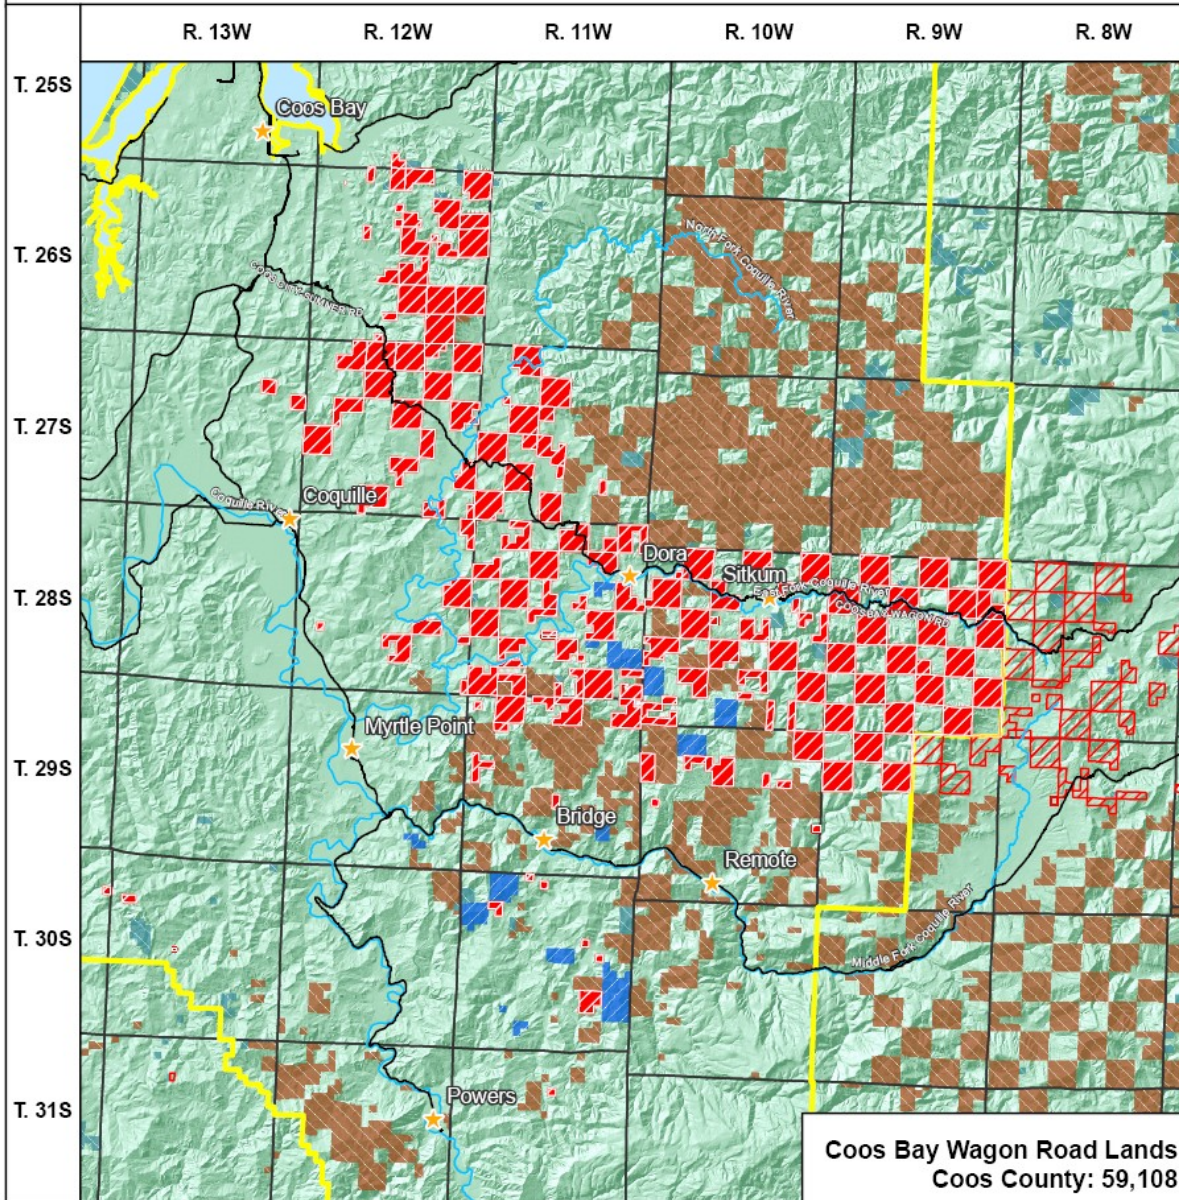 R. 13W R. 12W R. 11W R. 10W R. 9W R. 8W
T. 25S
Coos Bay
North Fork Coquille River
T. 26S
T. 27S
Coquille River
Coquille
Dora
Sitkum
East Fork Coquille River
COOS BAY WAGON RD
T. 28S
Myrtle Point
T. 29S
Bridge
Remote
T. 30S
Middle Fork Coquille River
T. 31S
Powers
Coos Bay Wagon Road Lands
Coos County: 59,108